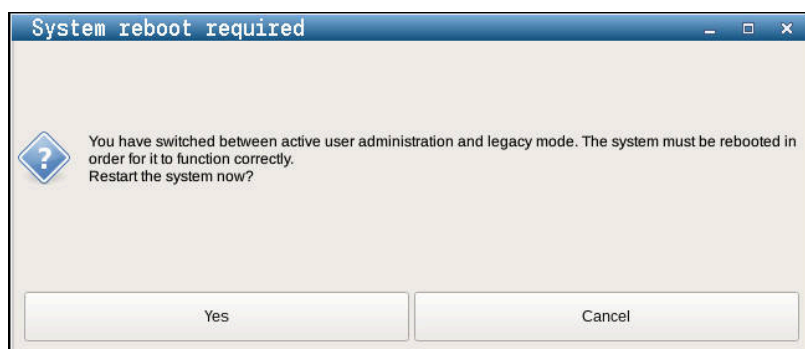 System reboot required
You have switched between active user administration and legacy mode. The system must be rebooted in
order for it to function correctly.
Restart the system now?
Yes
Cancel